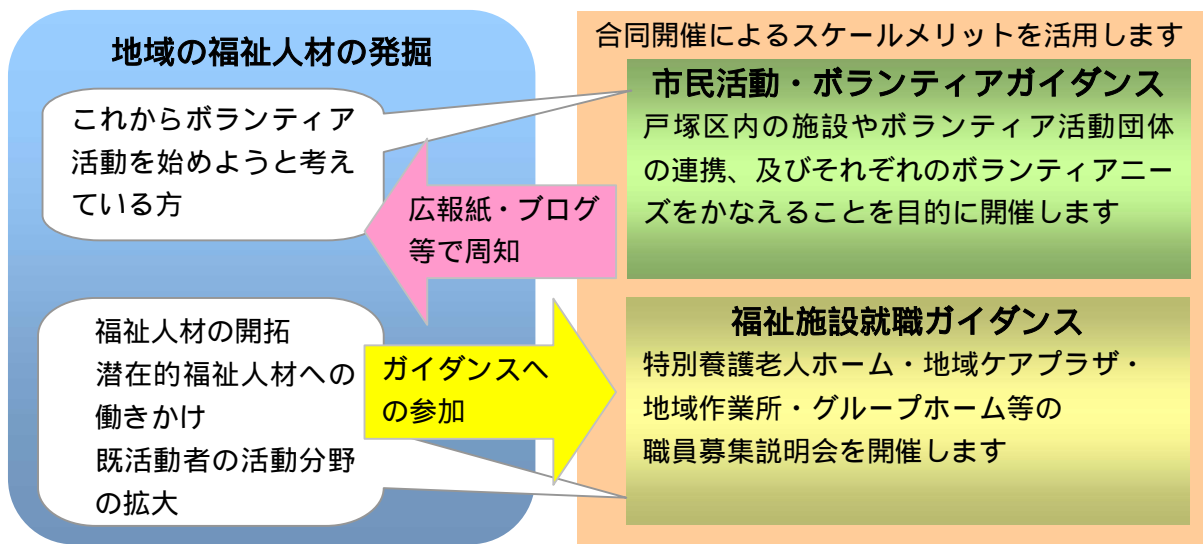 地域の福祉人材の発掘
これからボランティア
活動を始めようと考え
ている方
福祉人材の開拓
潜在的福祉人材への
働きかけ
既活動者の活動分野
の拡大
広報紙・ブログ
等で周知
ガイダンスへ
の参加
合同開催によるスケールメリットを活用します
市民活動・ボランティアガイダンス
戸塚区内の施設やボランティア活動団体
の連携、及びそれぞれのボランティアニー
ズをかなえることを目的に開催します
福祉施設就職ガイダンス
特別養護老人ホーム・地域ケアプラザ・
地域作業所・グループホーム等の
職員募集説明会を開催します